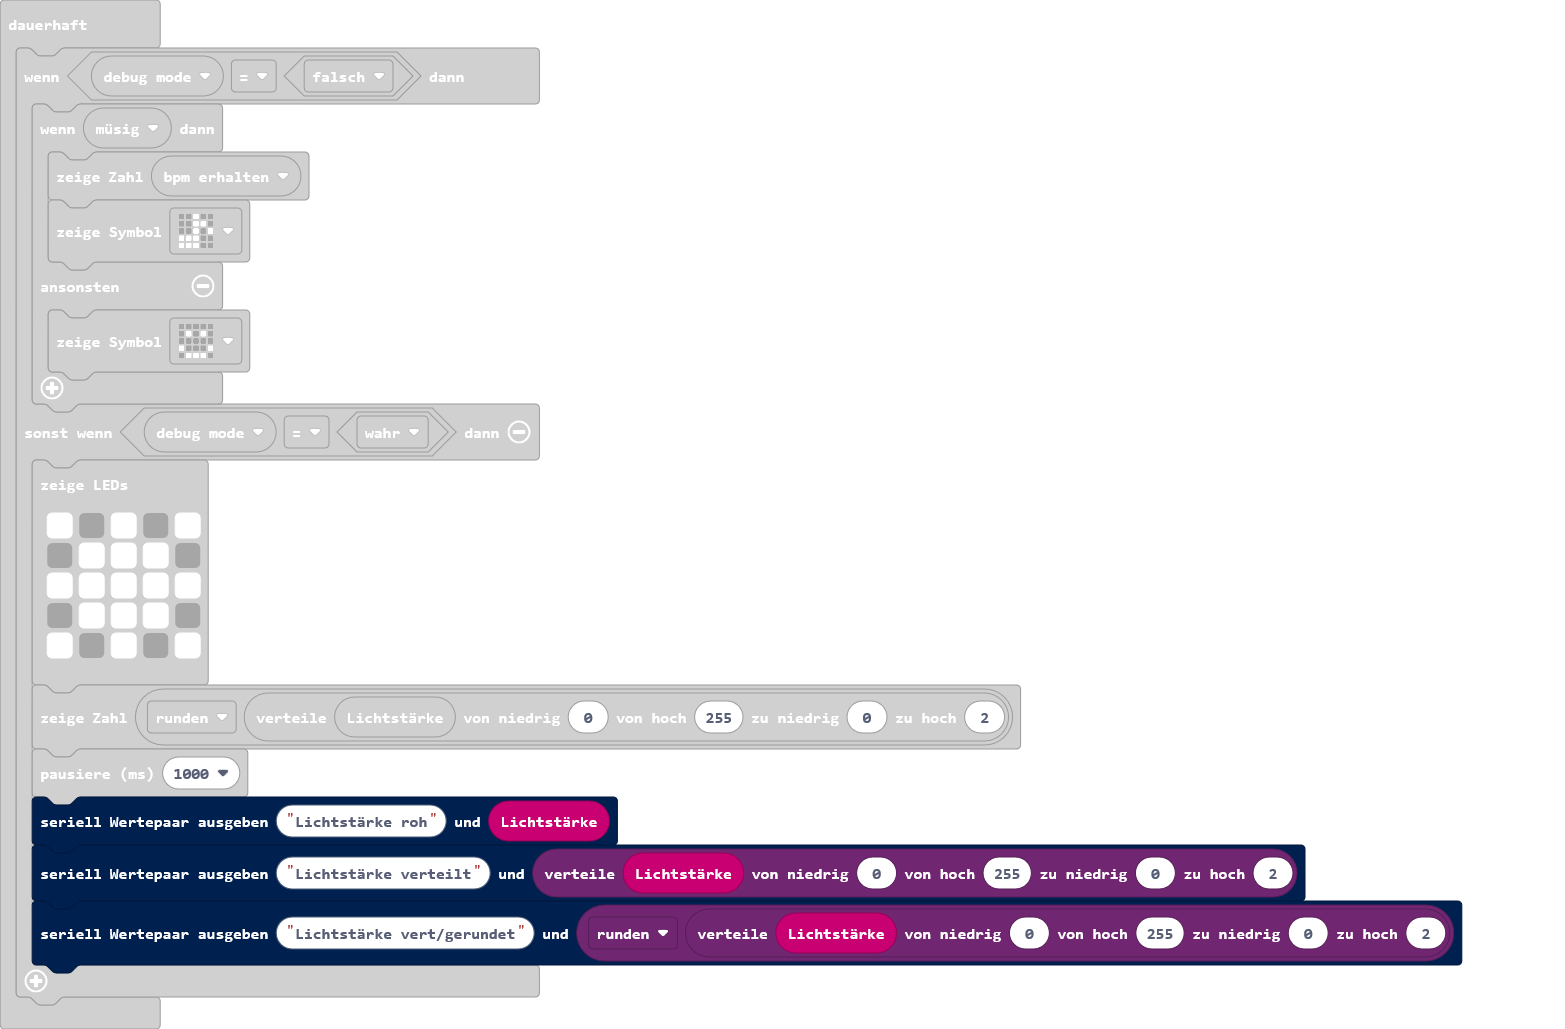 dauerhaft
wenn debug mode = falsch dann
wenn müsig dann
zeige Zahl bpm erhalten
zeige Symbol
ansonsten
zeige Symbol
sonst wenn debug mode = wahr dann
zeige LEDs
zeige Zahl runden verteile Lichtstärke von niedrig 0 von hoch 255 zu niedrig 0 zu hoch 2
pausiere (ms) 1000
seriell Wertepaar ausgeben "Lichtstärke roh" und Lichtstärke
seriell Wertepaar ausgeben "Lichtstärke verteilt" und verteile Lichtstärke von niedrig 0 von hoch 255 zu niedrig 0 zu hoch 2
seriell Wertepaar ausgeben "Lichtstärke vert/gerundet" und runden verteile Lichtstärke von niedrig 0 von hoch 255 zu niedrig 0 zu hoch 2